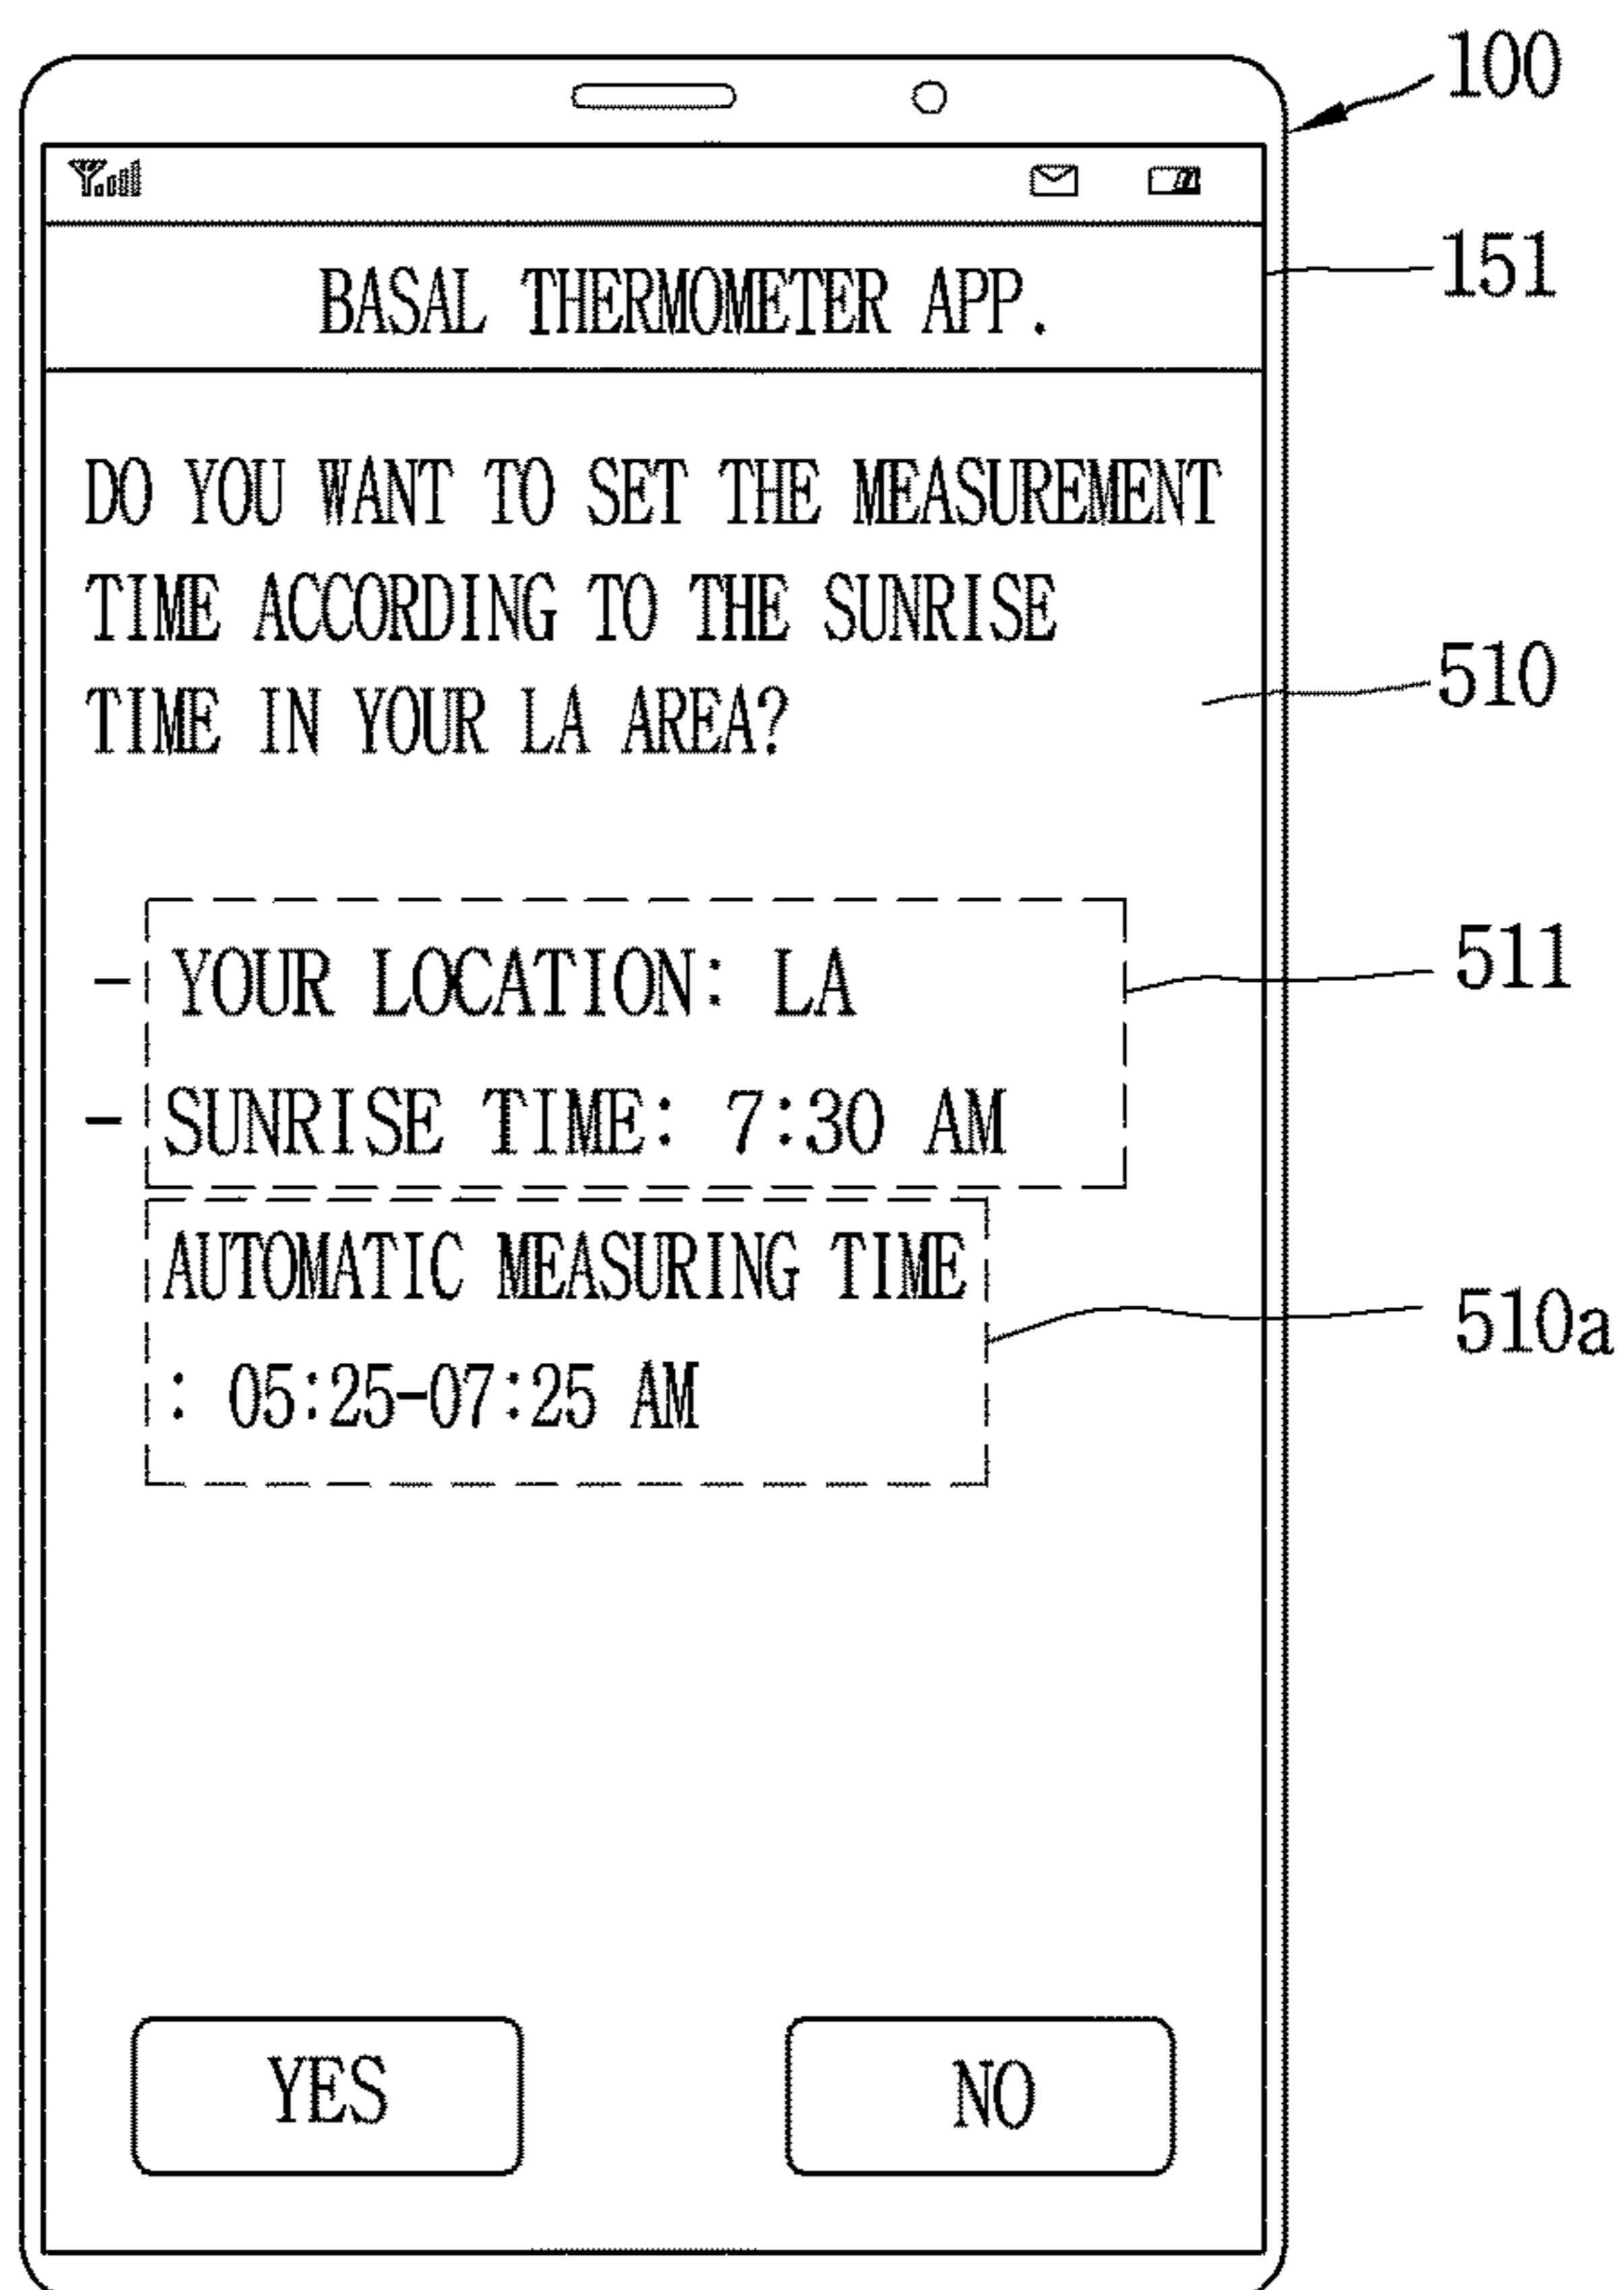 100
151
BASAL THERMOMETER APP.
DO YOU WANT TO SET THE MEASUREMENT
TIME ACCORDING TO THE SUNRISE
TIME IN YOUR LA AREA?
510
- YOUR LOCATION: LA
511
- SUNRISE TIME: 7:30 AM
AUTOMATIC MEASURING TIME
510a
: 05:25-07:25 AM
YES
NO